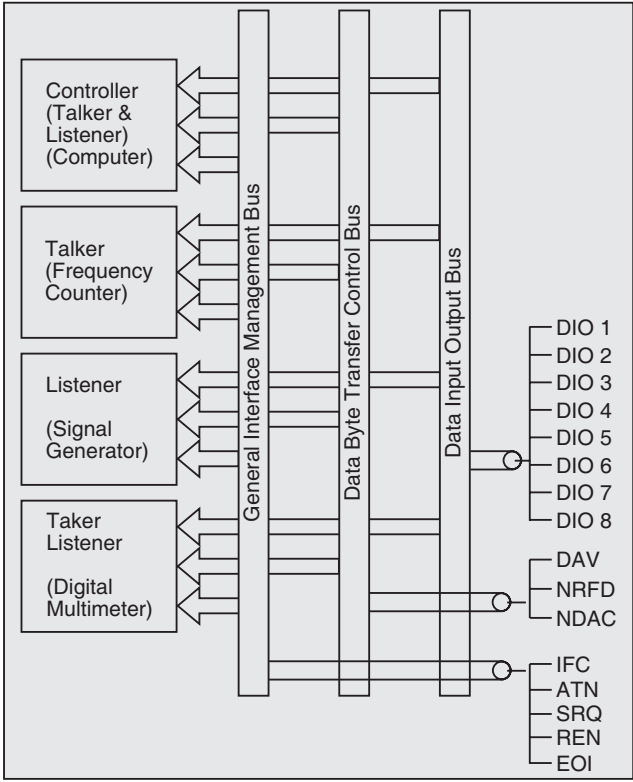 Controller
(Talker &
Listener)
(Computer)
Talker
(Frequency
Counter)
Listener
(Signal
Generator)
Taker
Listener
(Digital
Multimeter)
General Interface Management Bus
Data Byte Transfer Control Bus
Data Input Output Bus
DIO 1
DIO 2
DIO 3
DIO 4
DIO 5
DIO 6
DIO 7
DIO 8
DAV
NRFD
NDAC
IFC
ATN
SRQ
REN
EOI